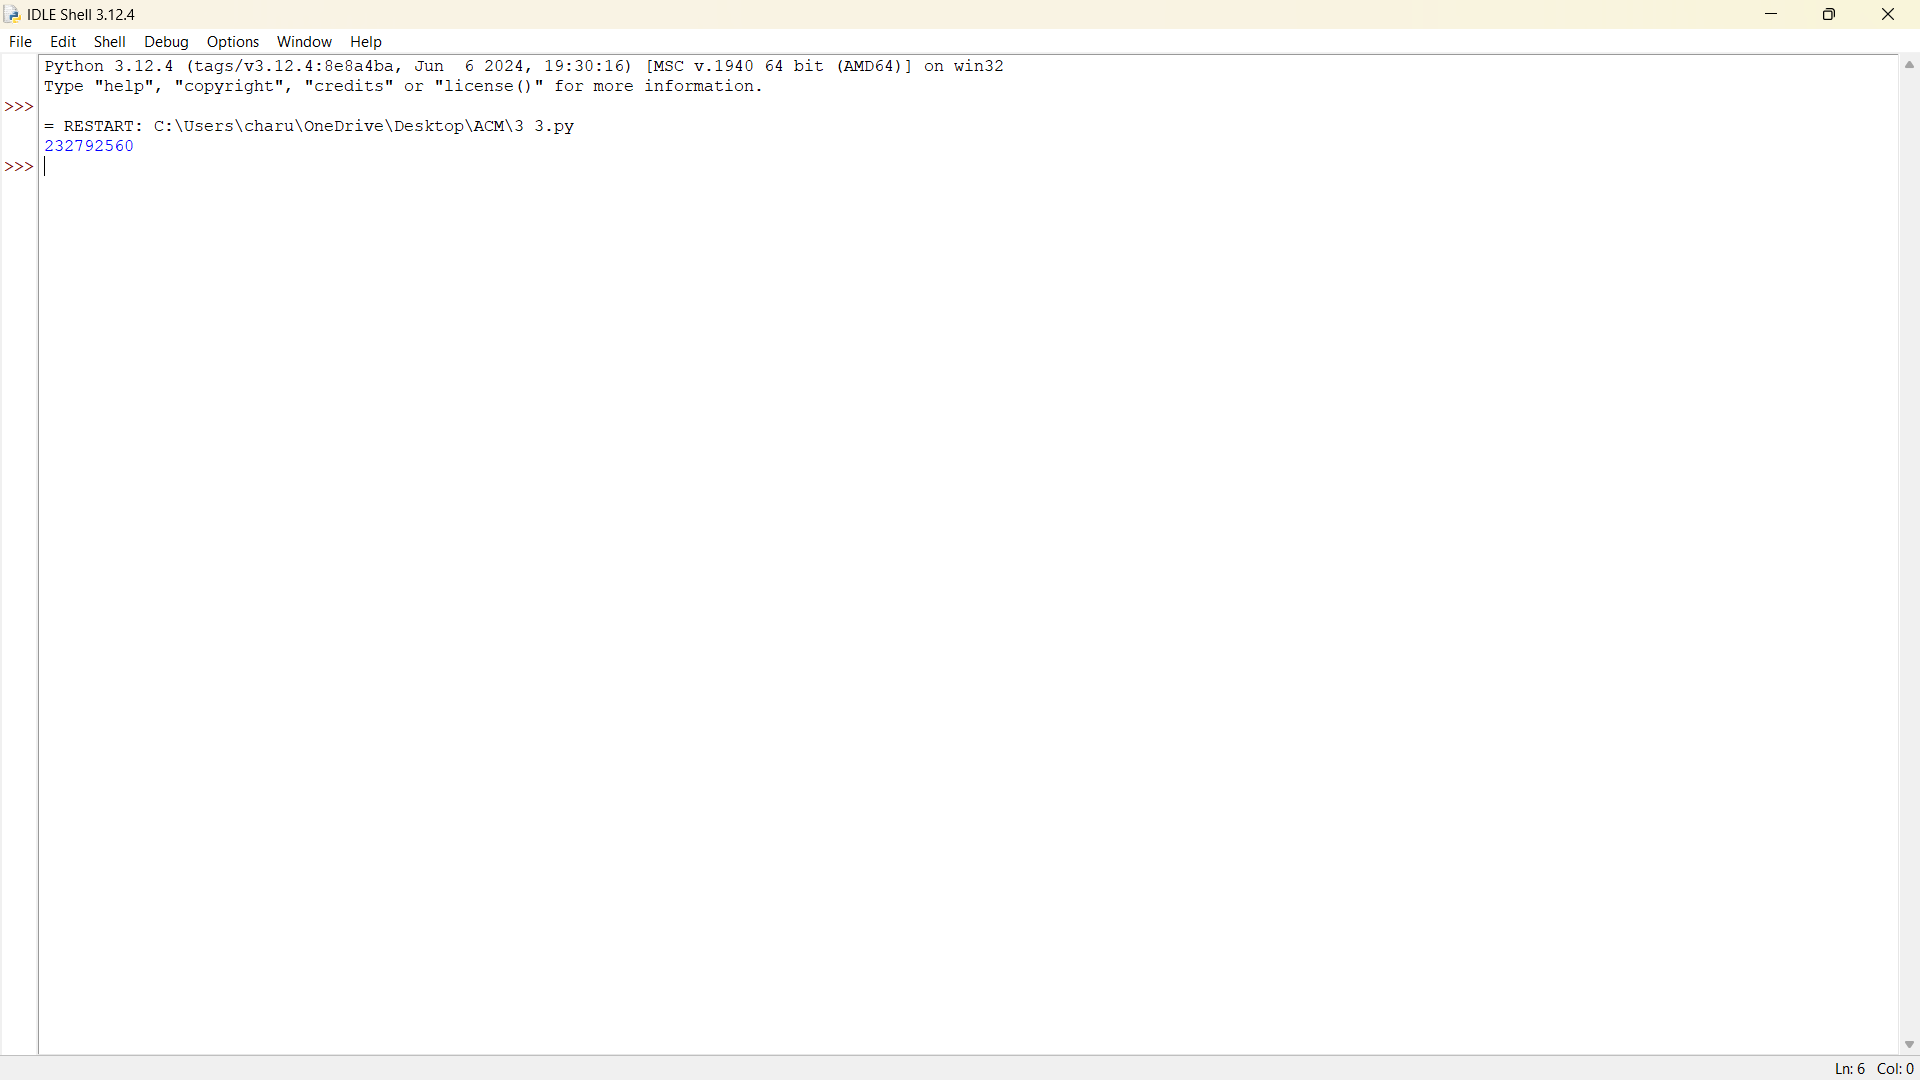 IDLE Shell 3.12.4
File Edit Shell Debug Options Window Help
Python 3.12.4 (tags/v3.12.4:8e8a4ba, Jun  6 2024, 19:30:16) [MSC v.1940 64 bit (AMD64)] on win32
Type "help", "copyright", "credits" or "license()" for more information.
>>>
= RESTART: C:\Users\charu\OneDrive\Desktop\ACM\3 3.py
232792560
>>>
Ln: 6 Col: 0